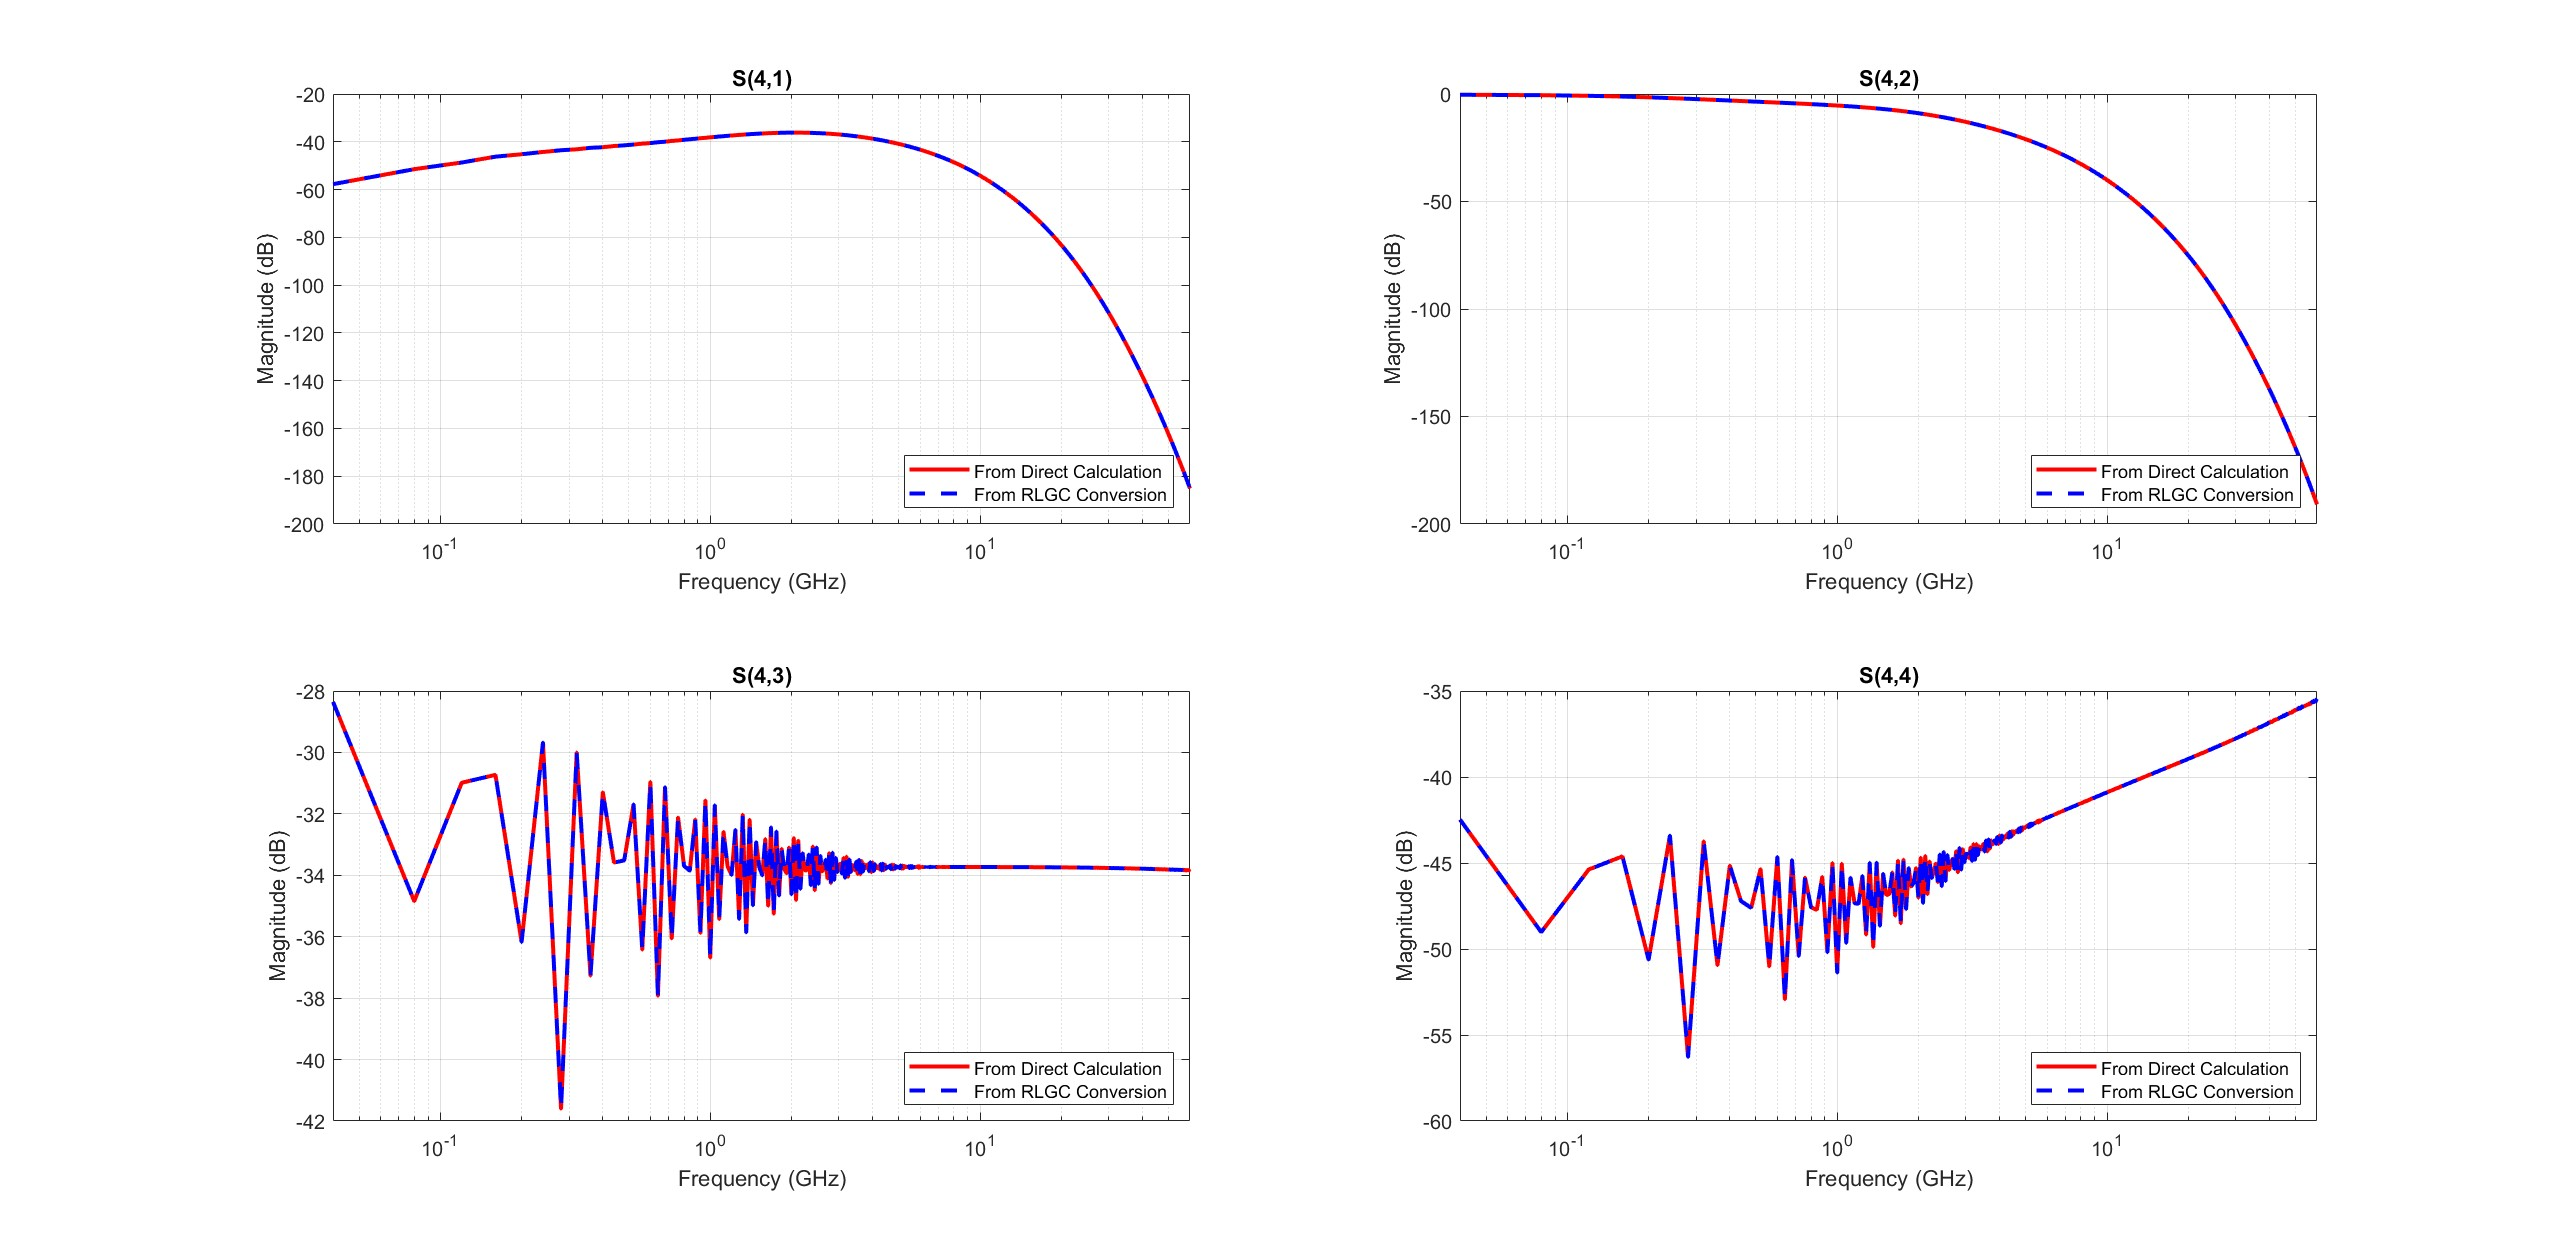 S(4,1)
-20
-40
-60
-80
-100
-120
-140
-160
-180
-200
Magnitude (dB)
10^-1
10^0
10^1
Frequency (GHz)
From Direct Calculation
From RLGC Conversion
S(4,2)
0
-50
-100
-150
-200
Magnitude (dB)
10^-1
10^0
10^1
Frequency (GHz)
From Direct Calculation
From RLGC Conversion
S(4,3)
-28
-30
-32
-34
-36
-38
-40
-42
Magnitude (dB)
10^-1
10^0
10^1
Frequency (GHz)
From Direct Calculation
From RLGC Conversion
S(4,4)
-35
-40
-45
-50
-55
-60
Magnitude (dB)
10^-1
10^0
10^1
Frequency (GHz)
From Direct Calculation
From RLGC Conversion